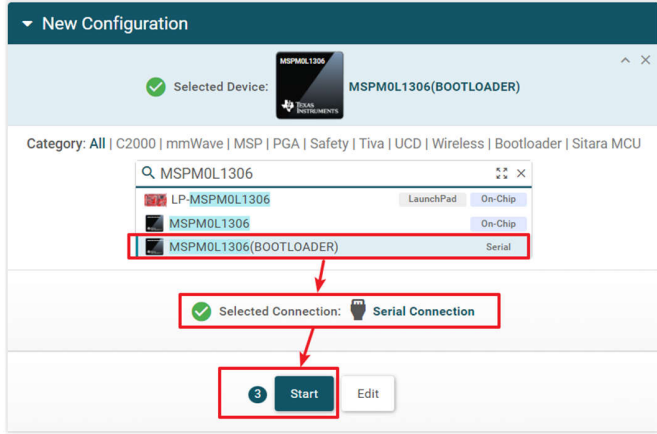 New Configuration
MSPM0L1306
TEXAS INSTRUMENTS
Selected Device: MSPM0L1306(BOOTLOADER)
Category: All | C2000 | mmWave | MSP | PGA | Safety | Tiva | UCD | Wireless | Bootloader | Sitara MCU
MSPM0L1306
LP-MSPM0L1306 LaunchPad On-Chip
MSPM0L1306 On-Chip
MSPM0L1306(BOOTLOADER) Serial
Selected Connection: Serial Connection
3 Start Edit